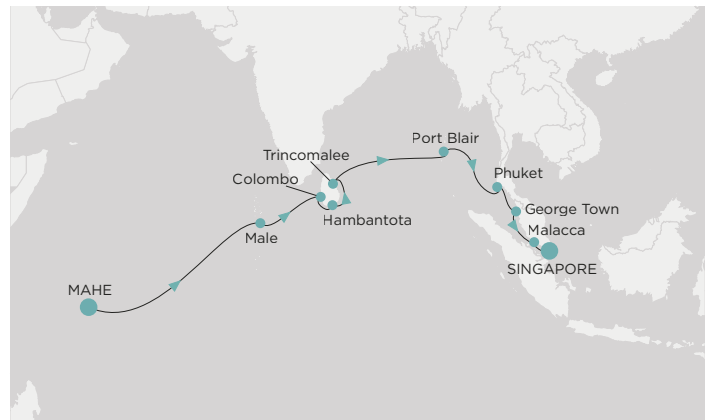 Port Blair
Trincomalee
Colombo
Phuket
George Town
Hambantota
Malacca
Male
SINGAPORE
MAHE